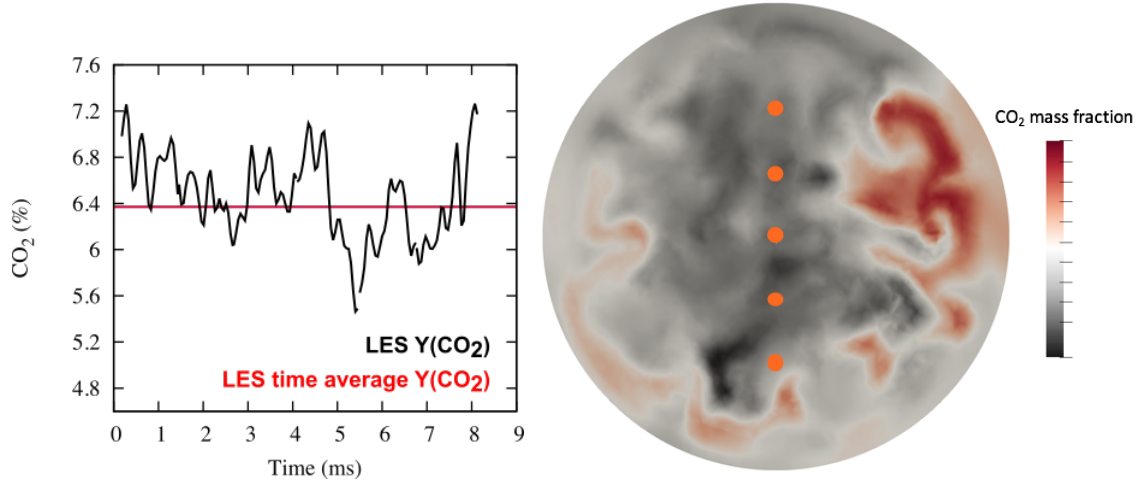 7.6
7.2
6.8
6.4
6
5.6
5.2
4.8
CO2 (%)
LES Y(CO2)
LES time average Y(CO2)
0 1 2 3 4 5 6 7 8 9
Time (ms)
CO2 mass fraction